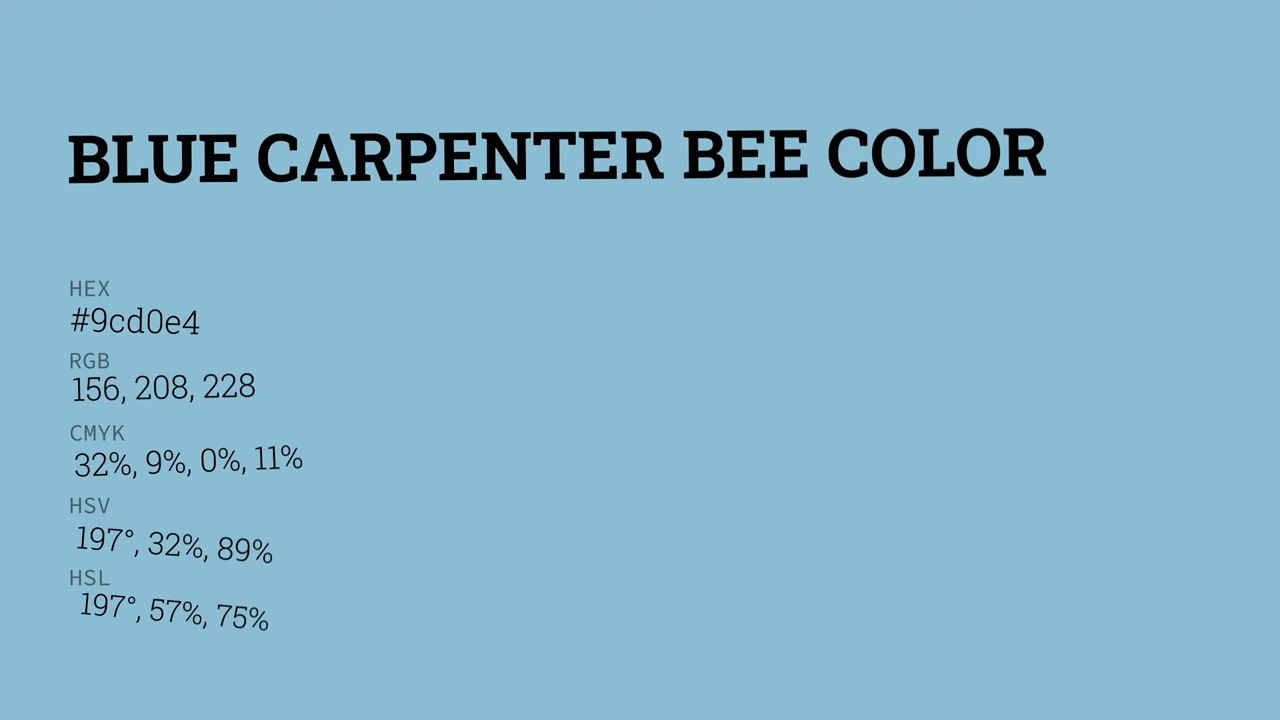 BLUE CARPENTER BEE COLOR
HEX
#9cd0e4
RGB
156, 208, 228
CMYK
32%, 9%, 0%, 11%
HSV
197°, 32%, 89%
HSL
197°, 57%, 75%